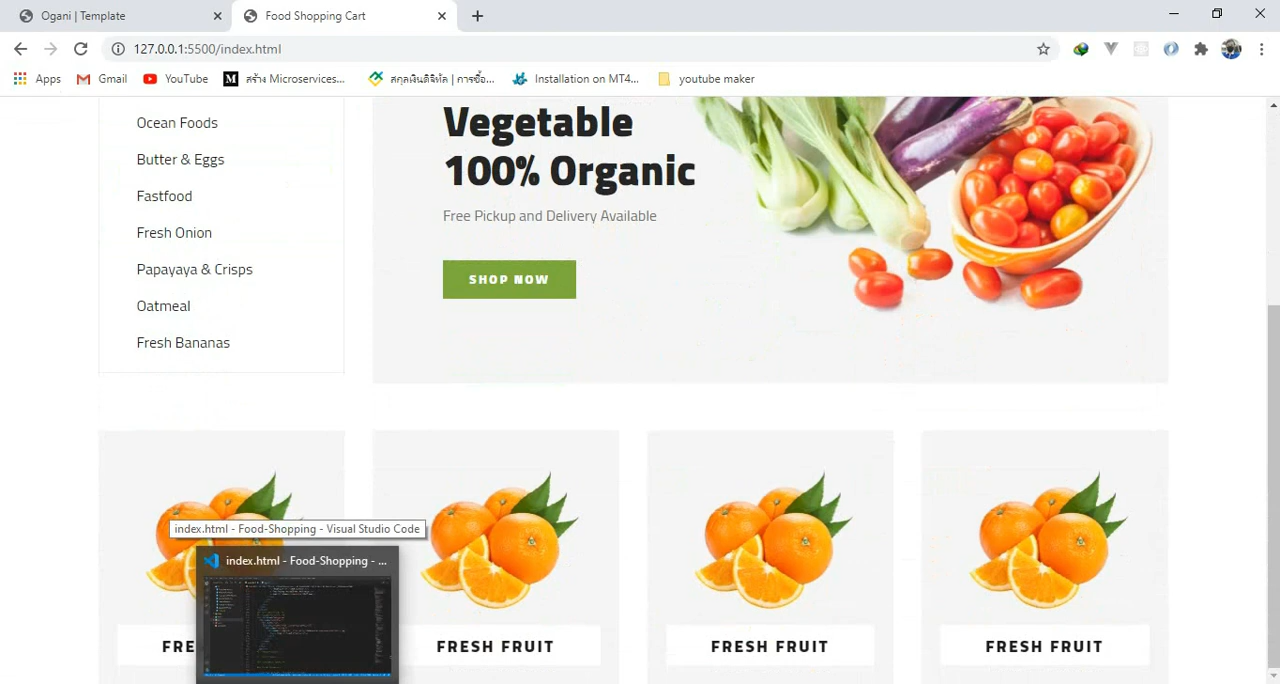 Ogani | Template
Food Shopping Cart
127.0.0.1:5500/index.html
Apps
Gmail
YouTube
M
สร้าง Microservices...
สกุลเงินดิจิทัล | การซื้อ...
Installation on MT4...
youtube maker
Ocean Foods
Butter & Eggs
Fastfood
Fresh Onion
Papayaya & Crisps
Oatmeal
Fresh Bananas
Vegetable
100% Organic
Free Pickup and Delivery Available
SHOP NOW
index.html - Food-Shopping - Visual Studio Code
index.html - Food-Shopping - ...
FRE
FRESH FRUIT
FRESH FRUIT
FRESH FRUIT